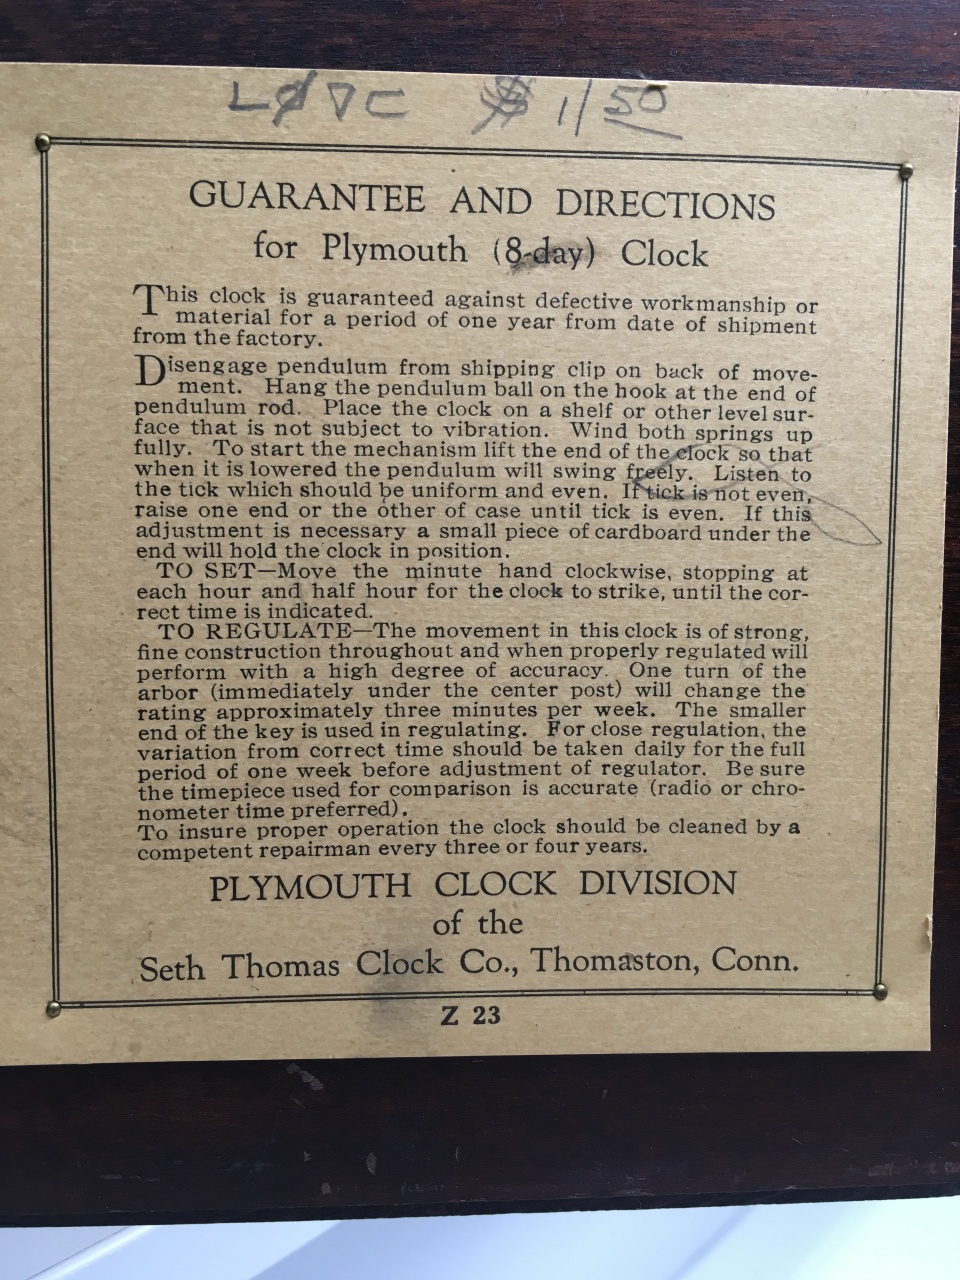 $ 1/50
GUARANTEE AND DIRECTIONS
for Plymouth (8-day) Clock
This clock is guaranteed against defective workmanship or
material for a period of one year from date of shipment
from the factory.
Disengage pendulum from shipping clip on back of move-
ment. Hang the pendulum ball on the hook at the end of
pendulum rod. Place the clock on a shelf or other level sur-
face that is not subject to vibration. Wind both springs up
fully. To start the mechanism lift the end of the clock so that
when it is lowered the pendulum will swing freely. Listen to
the tick which should be uniform and even. If tick is not even,
raise one end or the other of case until tick is even. If this
adjustment is necessary a small piece of cardboard under the
end will hold the clock in position.
TO SET—Move the minute hand clockwise, stopping at
each hour and half hour for the clock to strike, until the cor-
rect time is indicated.
TO REGULATE—The movement in this clock is of strong,
fine construction throughout and when properly regulated will
perform with a high degree of accuracy. One turn of the
arbor (immediately under the center post) will change the
rating approximately three minutes per week. The smaller
end of the key is used in regulating. For close regulation, the
variation from correct time should be taken daily for the full
period of one week before adjustment of regulator. Be sure
the timepiece used for comparison is accurate (radio or chro-
nometer time preferred).
To insure proper operation the clock should be cleaned by a
competent repairman every three or four years.
PLYMOUTH CLOCK DIVISION
of the
Seth Thomas Clock Co., Thomaston, Conn.
Z 23